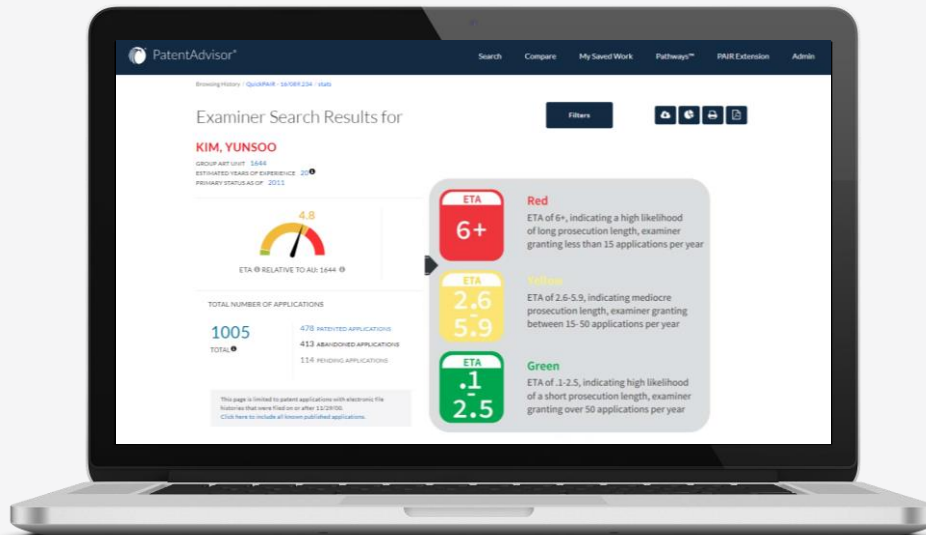 PatentAdvisor®
Search Compare My Saved Work Pathways™ PAIR Extension Admin
Browsing History / QuickPAIR - 16/089,234 / stats
Examiner Search Results for
Filters
KIM, YUNSOO
GROUP ART UNIT 1644
ESTIMATED YEARS OF EXPERIENCE 20
PRIMARY STATUS AS OF 2011
4.8
ETA RELATIVE TO AU: 1644
TOTAL NUMBER OF APPLICATIONS
1005
TOTAL
478 PATENTED APPLICATIONS
413 ABANDONED APPLICATIONS
114 PENDING APPLICATIONS
This page is limited to patent applications with electronic file
histories that were filed on or after 11/29/00.
Click here to include all known published applications.
ETA
6+
Red
ETA of 6+, indicating a high likelihood
of long prosecution length, examiner
granting less than 15 applications per year
ETA
2.6
-
5.9
Yellow
ETA of 2.6-5.9, indicating mediocre
prosecution length, examiner granting
between 15- 50 applications per year
ETA
.1
-
2.5
Green
ETA of .1-2.5, indicating high likelihood
of a short prosecution length, examiner
granting over 50 applications per year